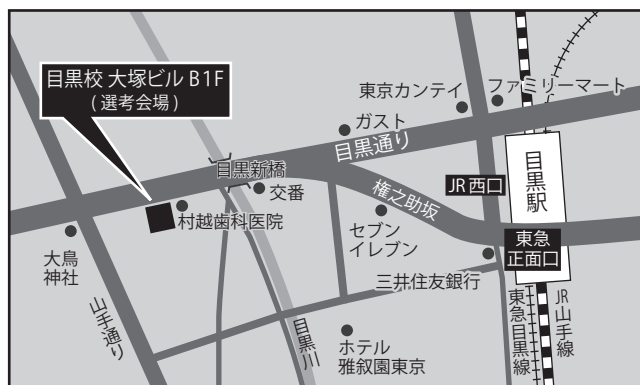 目黒校 大塚ビル B1F
( 選考会場 )
東京カンテイ
ファミリーマート
ガスト
目黒通り
目黒新橋
交番
村越歯科医院
大鳥
神社
山手通り
目黒川
権之助坂
セブン
イレブン
JR 西口
目黒駅
東急
正面口
三井住友銀行
ホテル
雅叙園東京
東急目黒線
JR
山手線